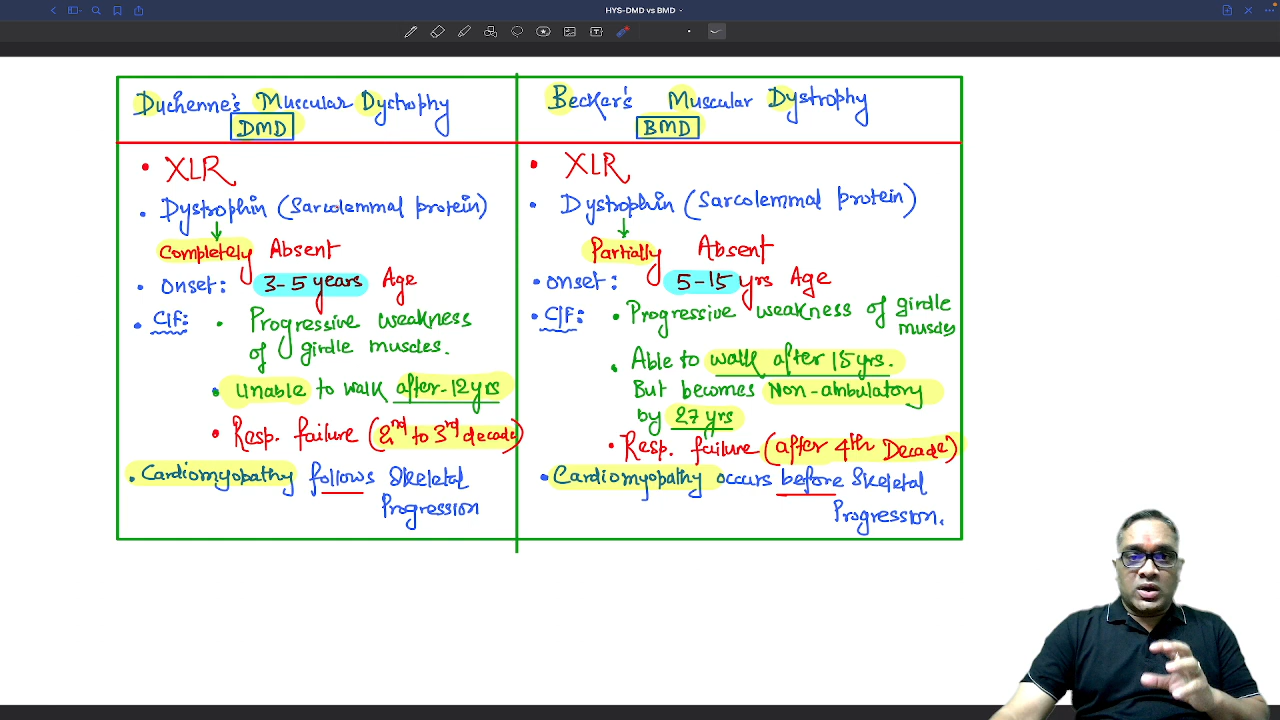 HYS-DMD vs BMD
Duchenne's Muscular Dystrophy
DMD
• XLR
• Dystrophin (Sarcolemmal protein)
↓
Completely Absent
• Onset: 3-5 years Age
• C/F: • Progressive weakness
of girdle muscles.
• Unable to walk after 12 yrs
• Resp. failure (2nd to 3rd decade)
• Cardiomyopathy follows Skeletal
Progression
Becker's Muscular Dystrophy
BMD
• XLR
• Dystrophin (Sarcolemmal protein)
↓
Partially Absent
• onset: 5-15 yrs Age
• C/F: • Progressive weakness of girdle
muscles
• Able to walk after 15 yrs.
But becomes Non-ambulatory
by 27 yrs
• Resp. failure (after 4th Decade)
• Cardiomyopathy occurs before Skeletal
Progression.